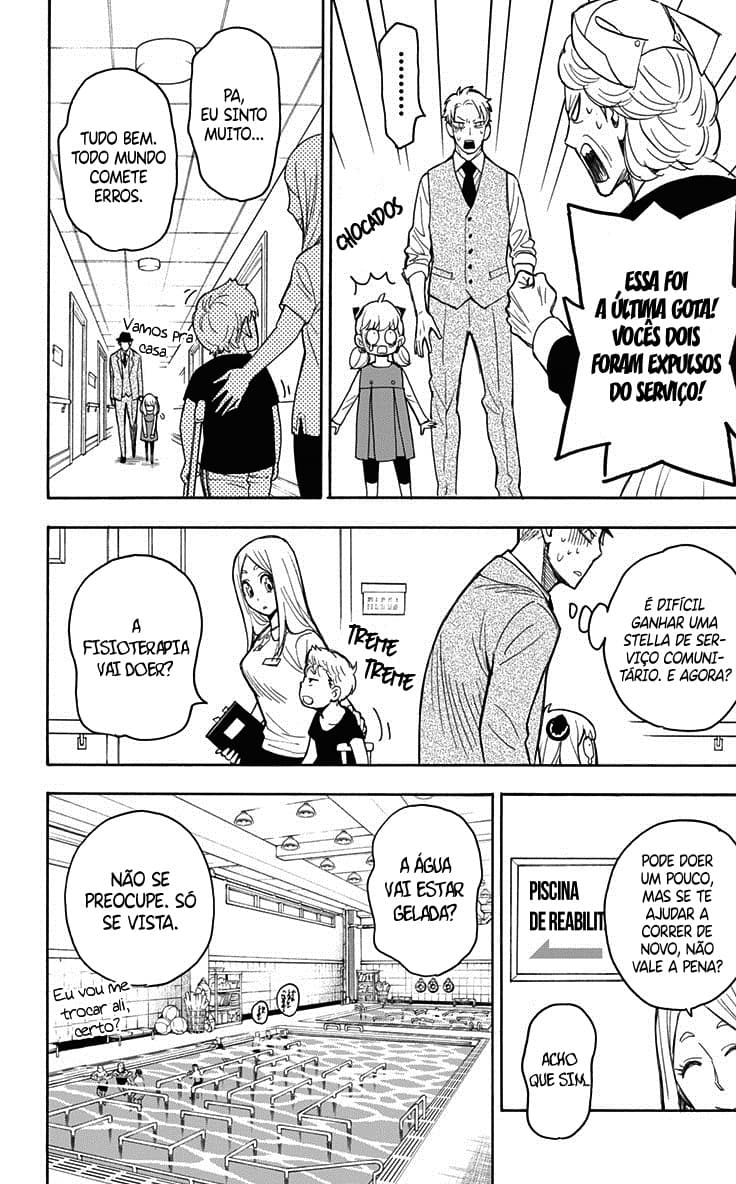 ........
CHOCADOS
ESSA FOI
A ÚLTIMA GOTA!
VOCÊS DOIS
FORAM EXPULSOS
DO SERVIÇO!
PA,
EU SINTO
MUITO...
TUDO BEM.
TODO MUNDO
COMETE
ERROS.
Vamos pra
casa
É DIFÍCIL
GANHAR UMA
STELLA DE SER-
VIÇO COMUNI-
TÁRIO. E AGORA?
TREME
TREME
A
FISIOTERAPIA
VAI DOER?
PODE DOER
UM POUCO,
MAS SE TE
AJUDAR A
CORRER DE
NOVO, NÃO
VALE A PENA?
PISCINA
DE REABILIT
ACHO
QUE SIM...
A ÁGUA
VAI ESTAR
GELADA?
NÃO SE
PREOCUPE. SÓ
SE VISTA.
Eu vou me
trocar ali,
certo?